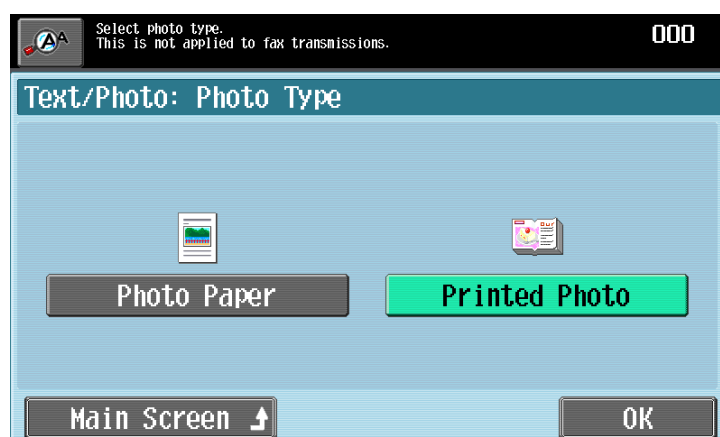 Select photo type.
This is not applied to fax transmissions.
000
Text/Photo: Photo Type
Photo Paper
Printed Photo
Main Screen
OK